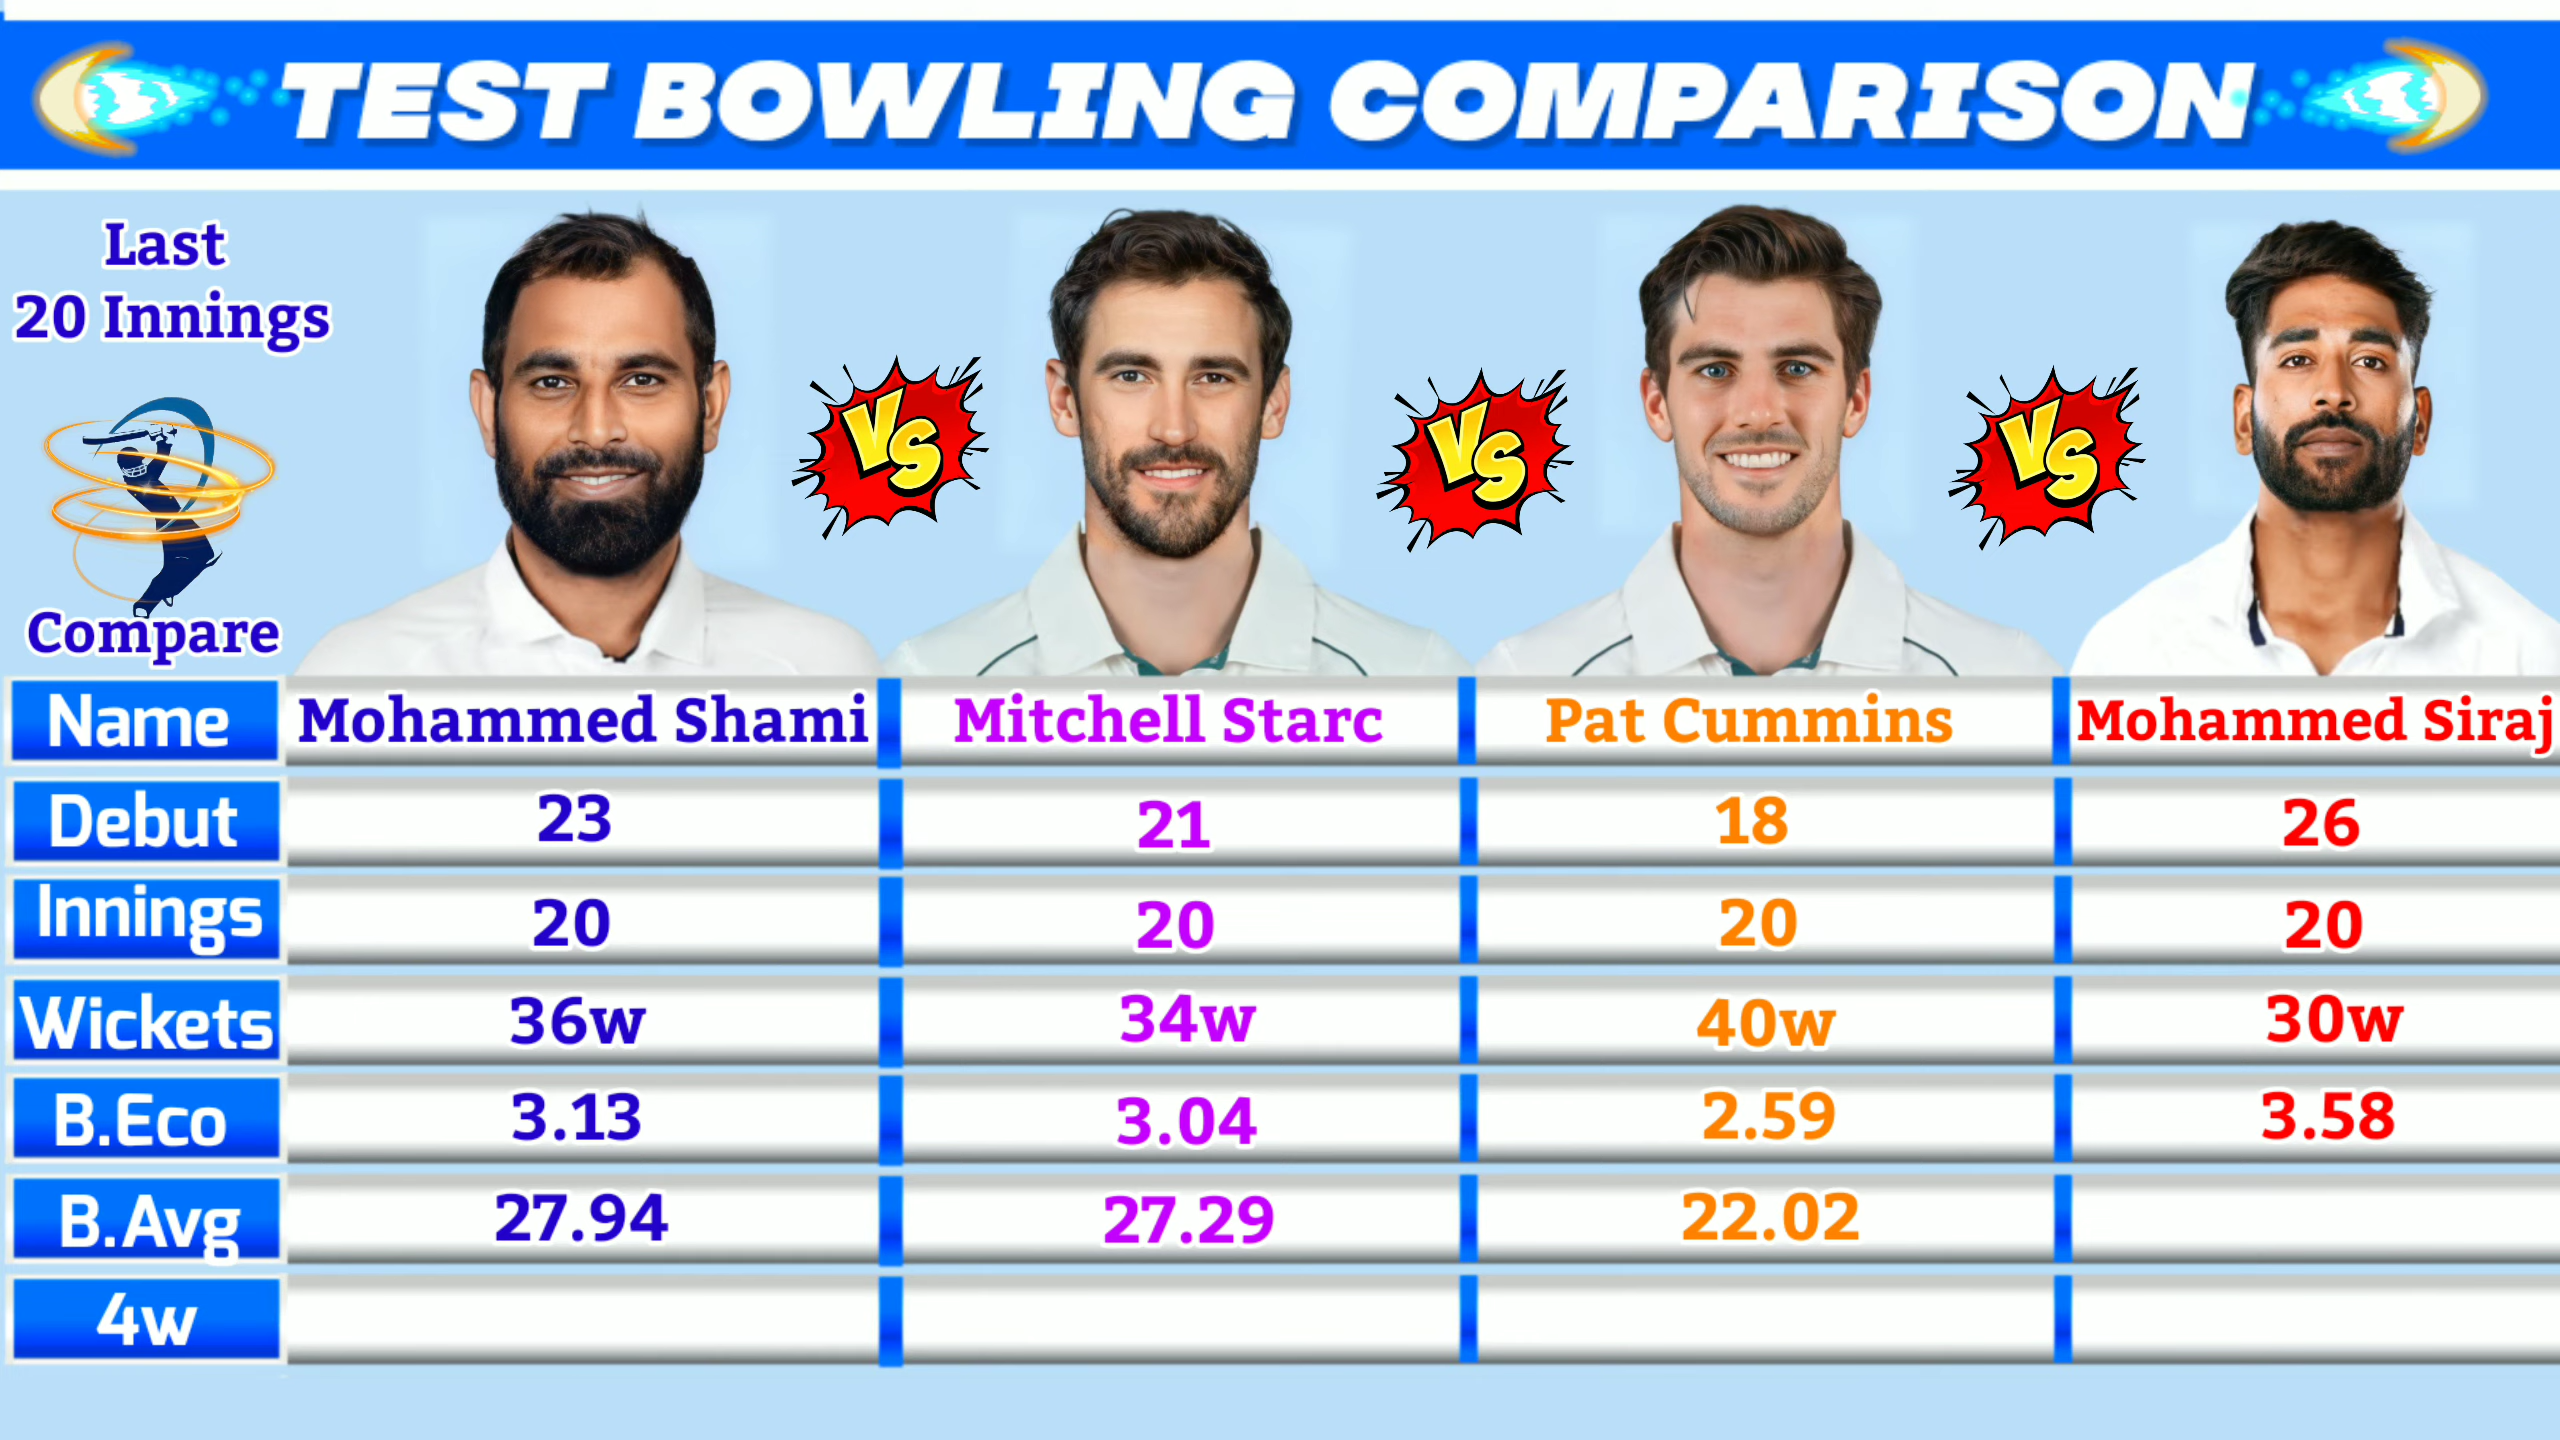 TEST BOWLING COMPARISON
Last
20 Innings
VS VS VS
Compare
Name Mohammed Shami Mitchell Starc Pat Cummins Mohammed Siraj
Debut 23 21 18 26
Innings 20 20 20 20
Wickets 36w 34w 40w 30w
B.Eco 3.13 3.04 2.59 3.58
B.Avg 27.94 27.29 22.02
4w